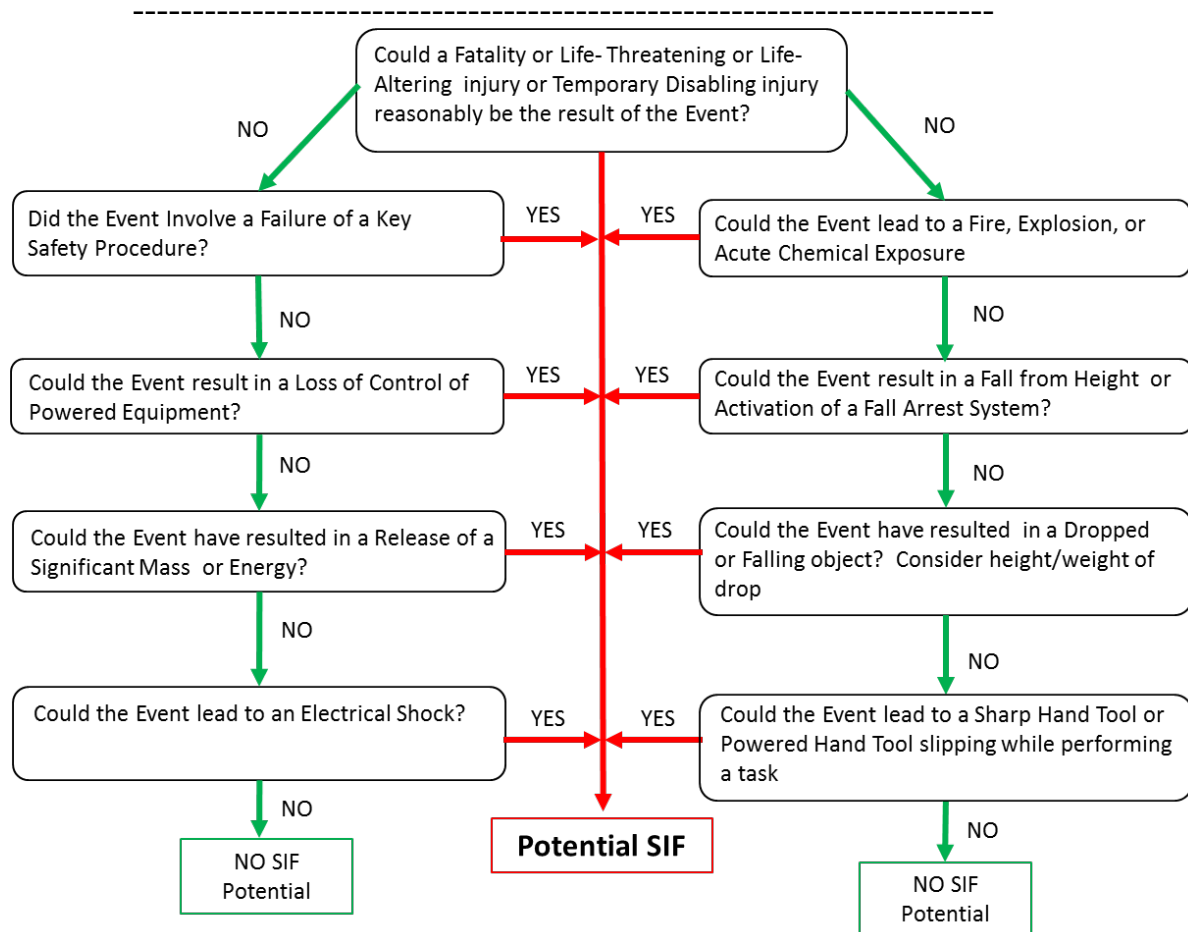 Could a Fatality or Life- Threatening or Life-
Altering injury or Temporary Disabling injury
reasonably be the result of the Event?
NO
NO
Did the Event Involve a Failure of a Key
Safety Procedure?
YES
YES
Could the Event lead to a Fire, Explosion, or
Acute Chemical Exposure
NO
NO
Could the Event result in a Loss of Control of
Powered Equipment?
YES
YES
Could the Event result in a Fall from Height or
Activation of a Fall Arrest System?
NO
NO
Could the Event have resulted in a Release of a
Significant Mass or Energy?
YES
YES
Could the Event have resulted in a Dropped
or Falling object? Consider height/weight of
drop
NO
NO
Could the Event lead to an Electrical Shock?
YES
YES
Could the Event lead to a Sharp Hand Tool or
Powered Hand Tool slipping while performing
a task
NO
NO
NO SIF
Potential
Potential SIF
NO SIF
Potential